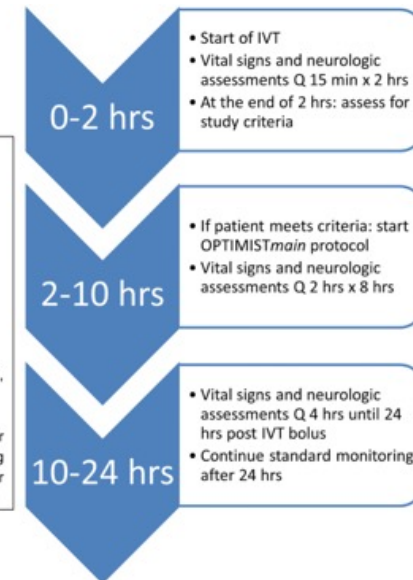 0-2 hrs
• Start of IVT
• Vital signs and neurologic
assessments Q 15 min x 2 hrs
• At the end of 2 hrs: assess for
study criteria
2-10 hrs
• If patient meets criteria: start
OPTIMISTmain protocol
• Vital signs and neurologic
assessments Q 2 hrs x 8 hrs
10-24 hrs
• Vital signs and neurologic
assessments Q 4 hrs until 24
hrs post IVT bolus
• Continue standard monitoring
after 24 hrs